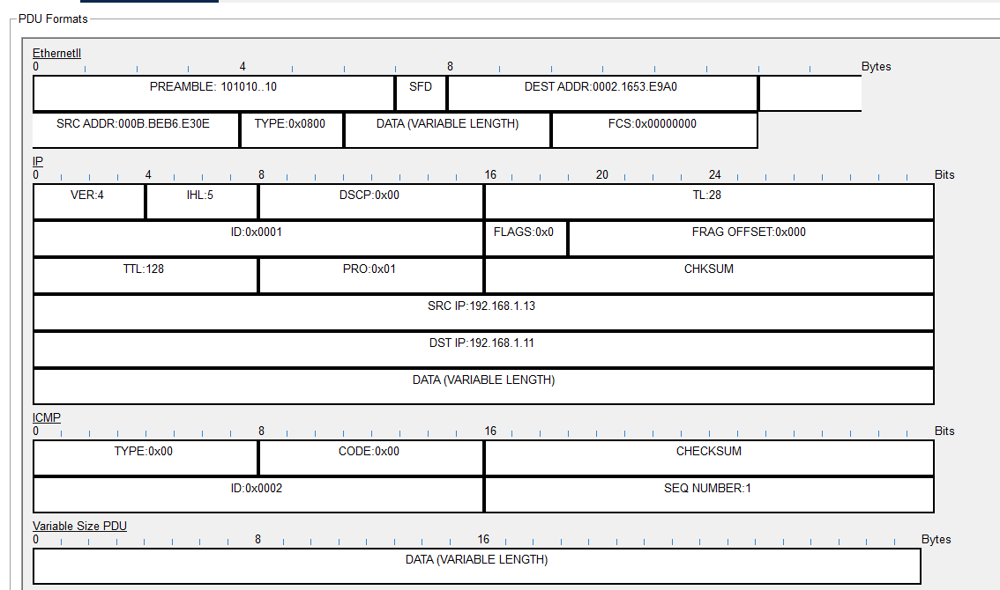 PDU Formats
EthernetII
0 4 8 Bytes
PREAMBLE: 101010..10 SFD DEST ADDR:0002.1653.E9A0
SRC ADDR:000B.BEB6.E30E TYPE:0x0800 DATA (VARIABLE LENGTH) FCS:0x00000000
IP
0 4 8 16 20 24 Bits
VER:4 IHL:5 DSCP:0x00 TL:28
ID:0x0001 FLAGS:0x0 FRAG OFFSET:0x000
TTL:128 PRO:0x01 CHKSUM
SRC IP:192.168.1.13
DST IP:192.168.1.11
DATA (VARIABLE LENGTH)
ICMP
0 8 16 Bits
TYPE:0x00 CODE:0x00 CHECKSUM
ID:0x0002 SEQ NUMBER:1
Variable Size PDU
0 8 16 Bytes
DATA (VARIABLE LENGTH)